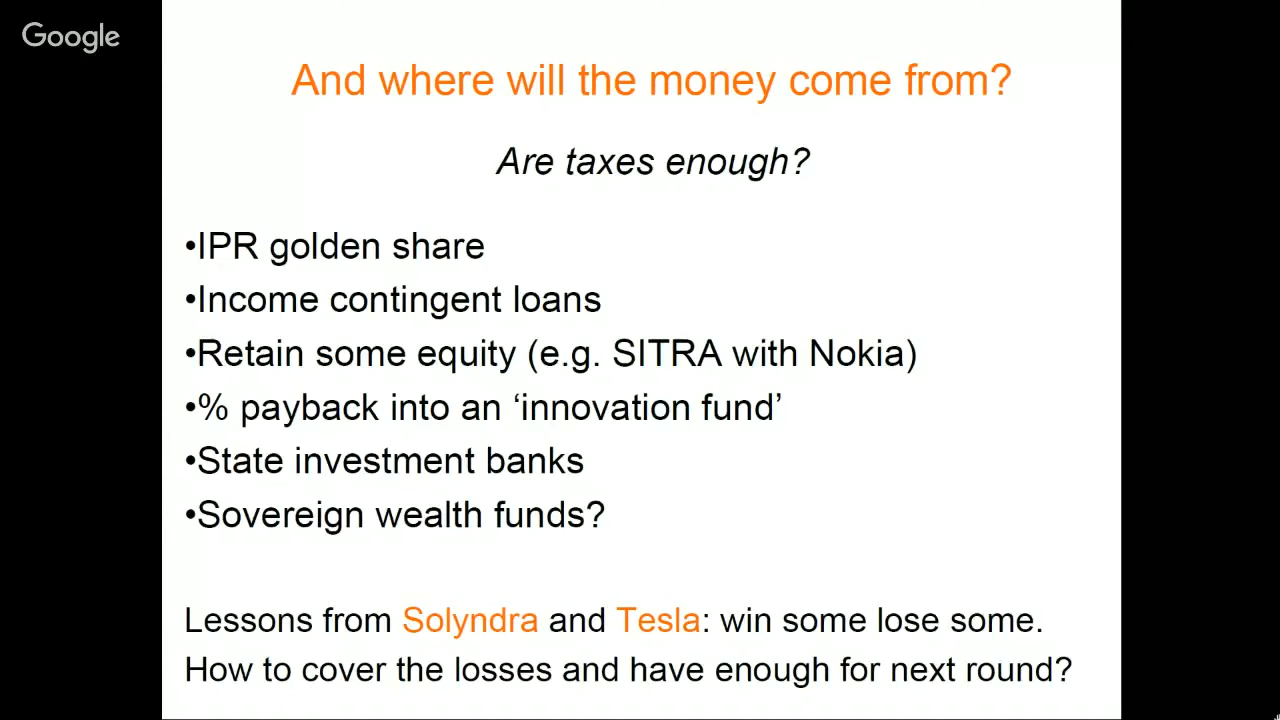 Google
And where will the money come from?
Are taxes enough?
•IPR golden share
•Income contingent loans
•Retain some equity (e.g. SITRA with Nokia)
•% payback into an ‘innovation fund’
•State investment banks
•Sovereign wealth funds?
Lessons from Solyndra and Tesla: win some lose some.
How to cover the losses and have enough for next round?